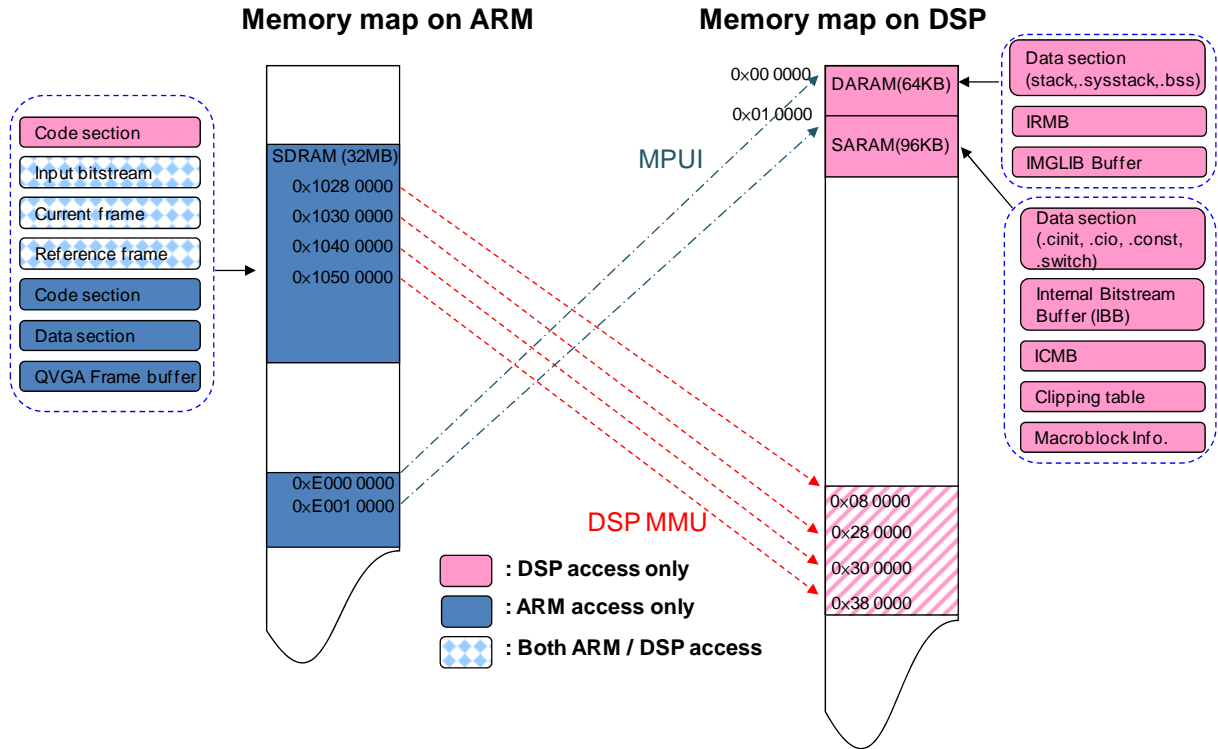 Memory map on ARM
Memory map on DSP
Code section
Input bitstream
Current frame
Reference frame
Code section
Data section
QVGA Frame buffer
SDRAM (32MB)
0x1028 0000
0x1030 0000
0x1040 0000
0x1050 0000
0xE000 0000
0xE001 0000
MPUI
DSP MMU
0x00 0000
0x01 0000
DARAM(64KB)
SARAM(96KB)
0x08 0000
0x28 0000
0x30 0000
0x38 0000
Data section
(stack,.sysstack,.bss)
IRMB
IMGLIB Buffer
Data section
(.cinit, .cio, .const,
.switch)
Internal Bitstream
Buffer (IBB)
ICMB
Clipping table
Macroblock Info.
: DSP access only
: ARM access only
: Both ARM / DSP access